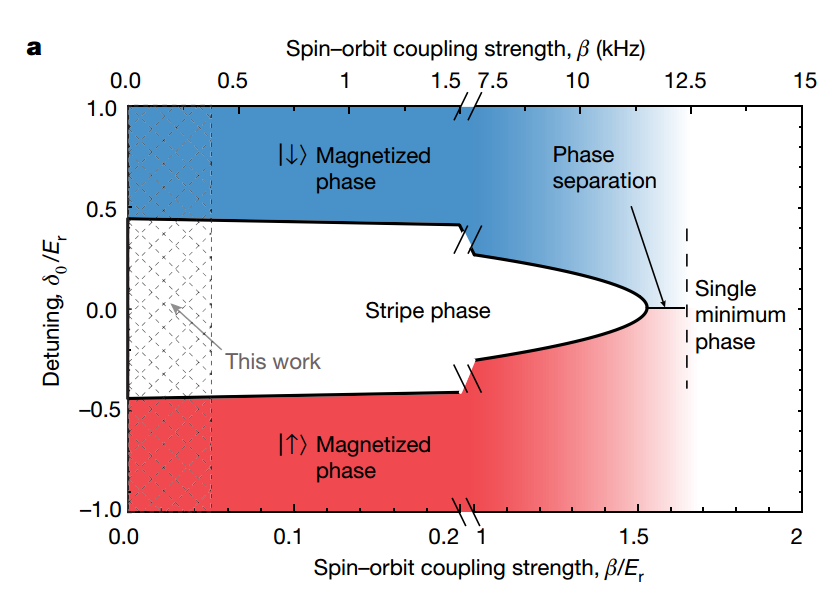 a
Spin–orbit coupling strength, β (kHz)
0.0 0.5 1 1.5 7.5 10 12.5 15
1.0
|↓⟩ Magnetized
phase
Phase
separation
0.5
Detuning, δ0/Er
0.0
Stripe phase
Single
minimum
phase
This work
−0.5
|↑⟩ Magnetized
phase
−1.0
0.0 0.1 0.2 1 1.5 2
Spin–orbit coupling strength, β/Er